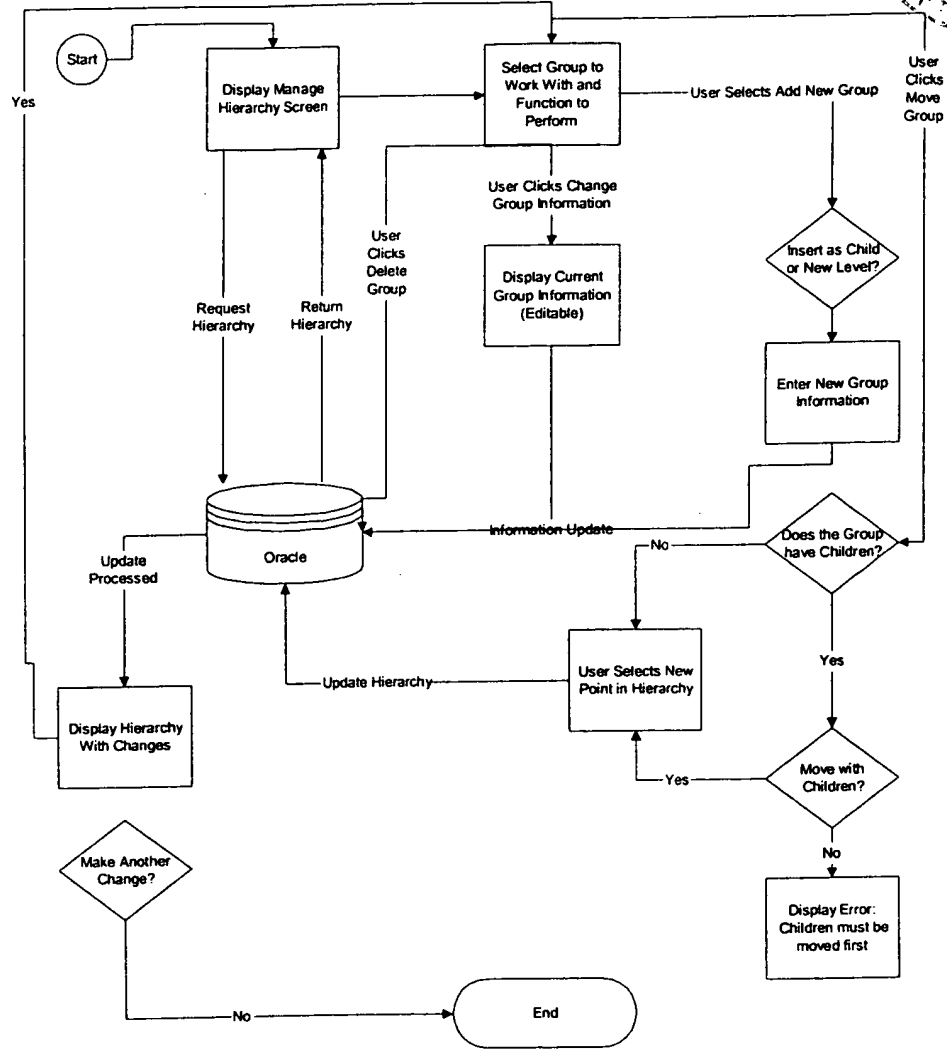 Start
Yes
Display Manage
Hierarchy Screen
Select Group to
Work With and
Function to
Perform
User Selects Add New Group
User
Clicks
Move
Group
User Clicks Change
Group Information
User
Clicks
Delete
Group
Insert as Child
or New Level?
Request
Hierarchy
Return
Hierarchy
Display Current
Group Information
(Editable)
Enter New Group
Information
Information Update
Oracle
Does the Group
have Children?
No
Update
Processed
Yes
User Selects New
Point in Hierarchy
Update Hierarchy
Display Hierarchy
With Changes
Move with
Children?
Yes
No
Make Another
Change?
Display Error:
Children must be
moved first
No
End